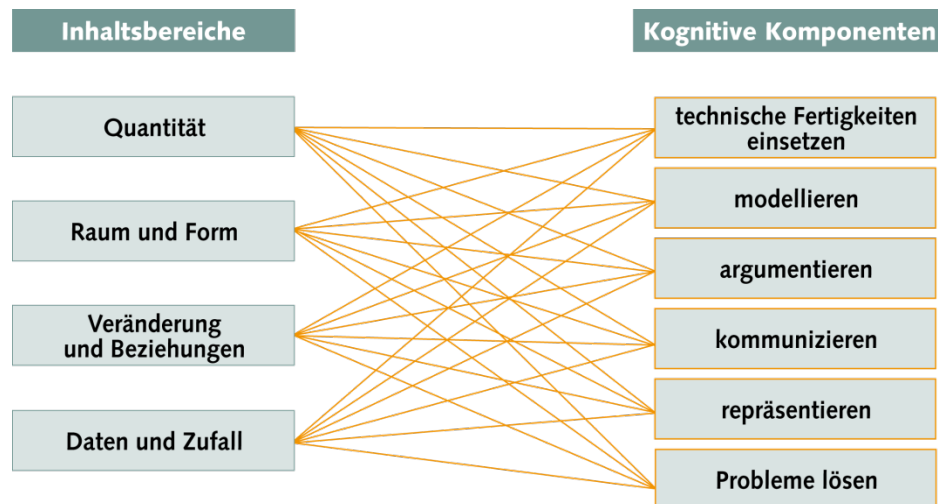 Inhaltsbereiche
Quantität
Raum und Form
Veränderung
und Beziehungen
Daten und Zufall
Kognitive Komponenten
technische Fertigkeiten
einsetzen
modellieren
argumentieren
kommunizieren
repräsentieren
Probleme lösen